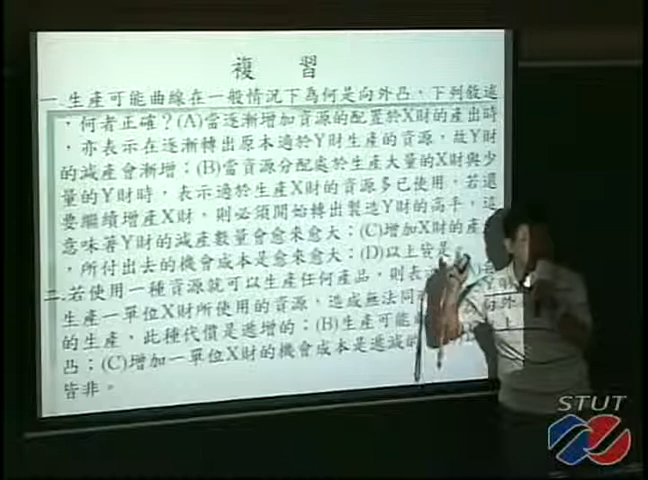 複 習
一.生產可能曲線在一般情況下為何是向外凸，下列敘述
，何者正確？(A)當逐漸增加資源的配置於X財的產出時
亦表示在逐漸轉出原本適於Y財生產的資源，故Y財
的減產會漸增；(B)當資源分配處於生產大量的X財與少
量的Y財時，表示適於生產X財的資源多已使用，若還
要繼續增產X財，則必須開始轉出製造Y財的高手，這
意味著Y財的減產數量會愈來愈大；(C)增加X財的產
，所付出去的機會成本是愈來愈大；(D)以上皆是
二.若使用一種資源就可以生產任何產品，則表
生產一單位X財所使用的資源，造成無法同
的生產，此種代價是遞增的；(B)生產可能 向外
凸；(C)增加一單位X財的機會成本是遞減的 上
皆非。
STUT